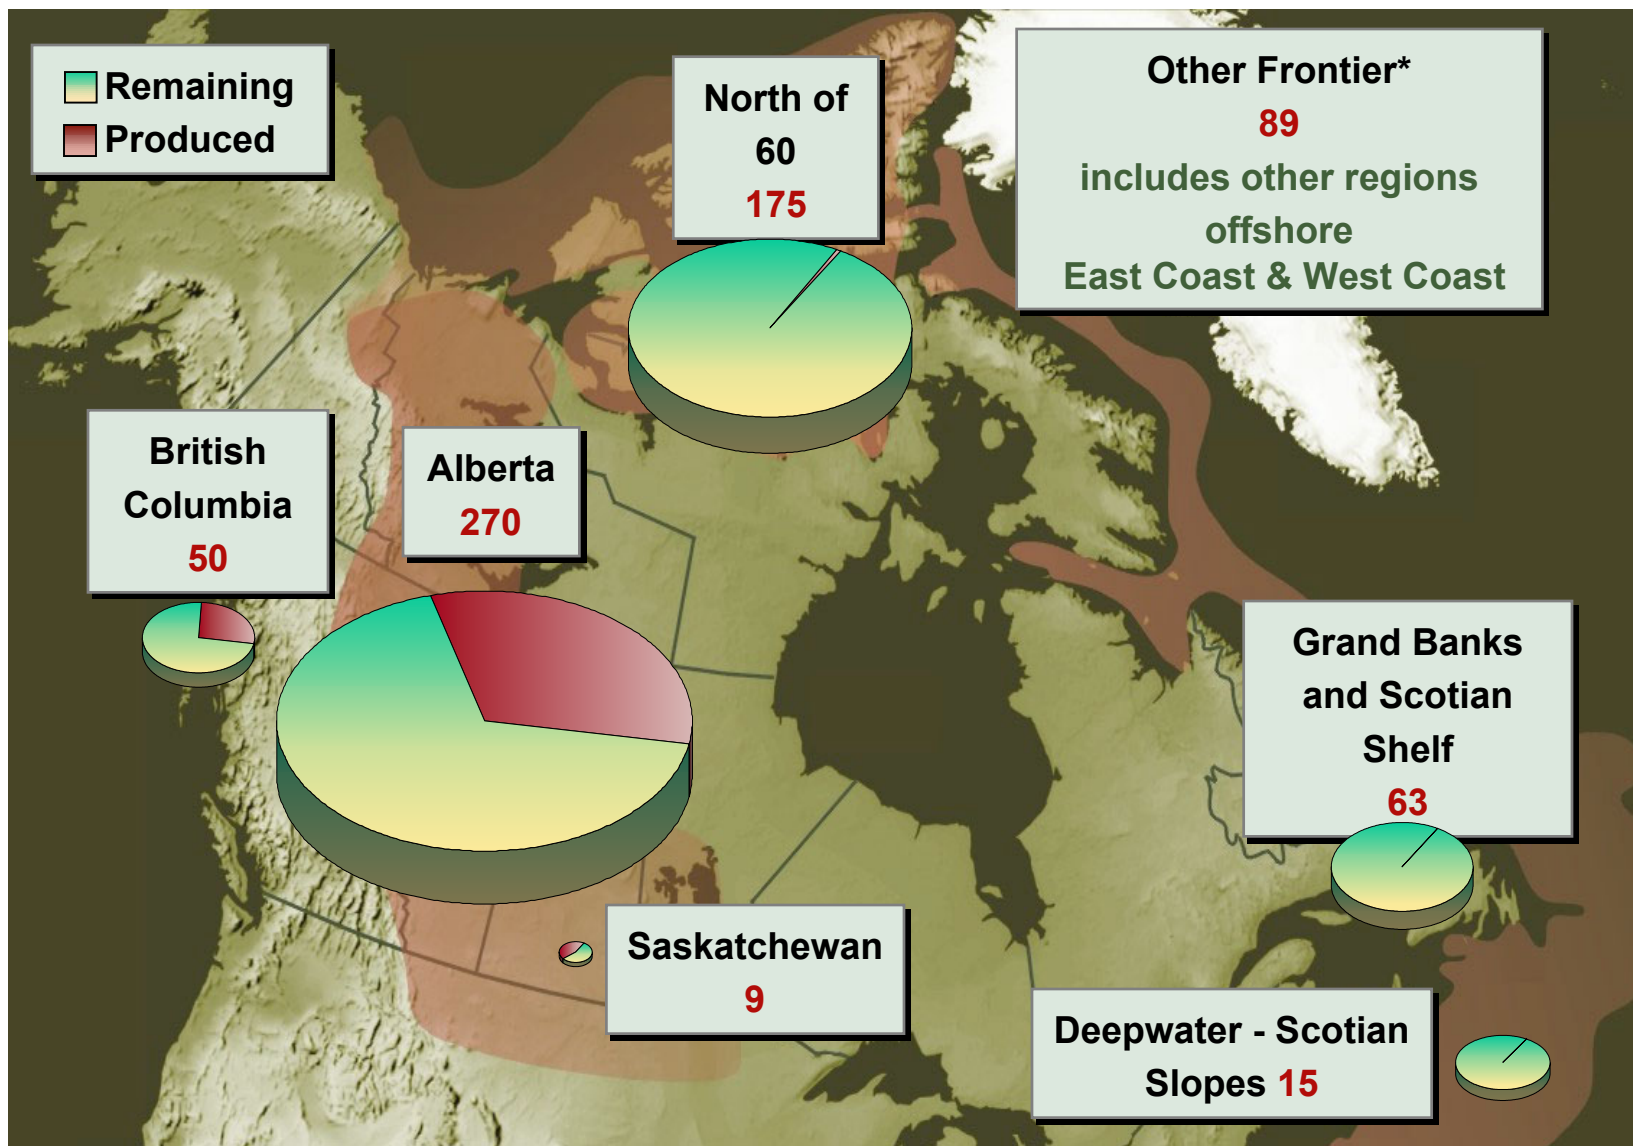 Remaining
Produced
North of
60
175
Other Frontier*
89
includes other regions
offshore
East Coast & West Coast
British
Columbia
50
Alberta
270
Grand Banks
and Scotian
Shelf
63
Saskatchewan
9
Deepwater - Scotian
Slopes 15